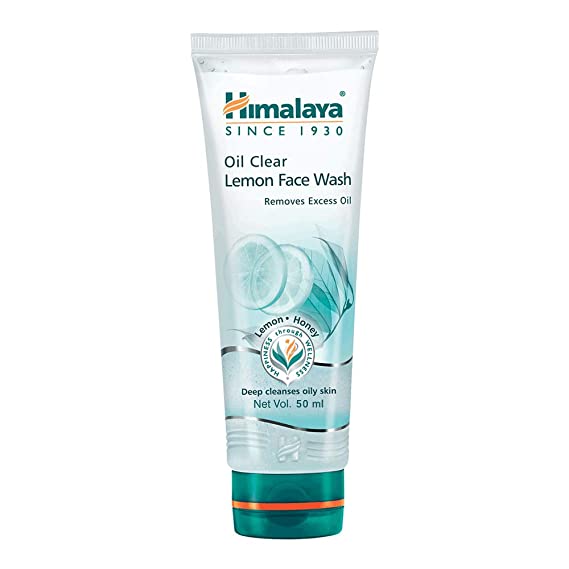 Himalaya®
SINCE 1930
Oil Clear
Lemon Face Wash
Removes Excess Oil
Lemon • Honey
HAPPINESS through WELLNESS
Deep cleanses oily skin
Net Vol. 50 ml